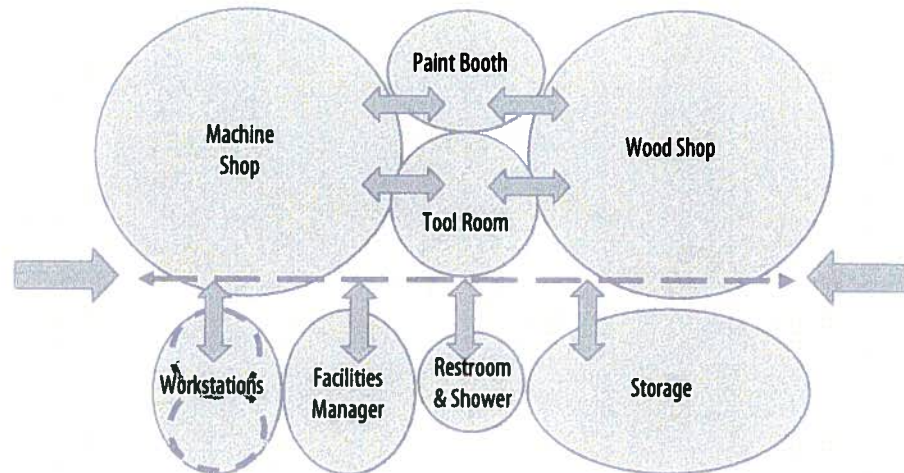 Paint Booth
Machine
Shop
Wood Shop
Tool Room
Workstations
Facilities
Manager
Restroom
& Shower
Storage